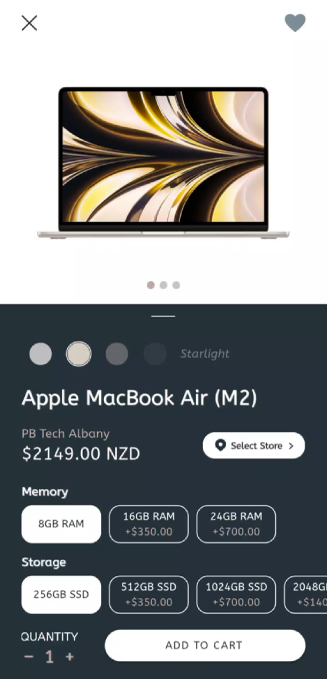 Starlight
Apple MacBook Air (M2)
PB Tech Albany
$2149.00 NZD
Select Store
Memory
8GB RAM
16GB RAM
+$350.00
24GB RAM
+$700.00
Storage
256GB SSD
512GB SSD
+$350.00
1024GB SSD
+$700.00
2048G
+$140
QUANTITY
− 1 +
ADD TO CART